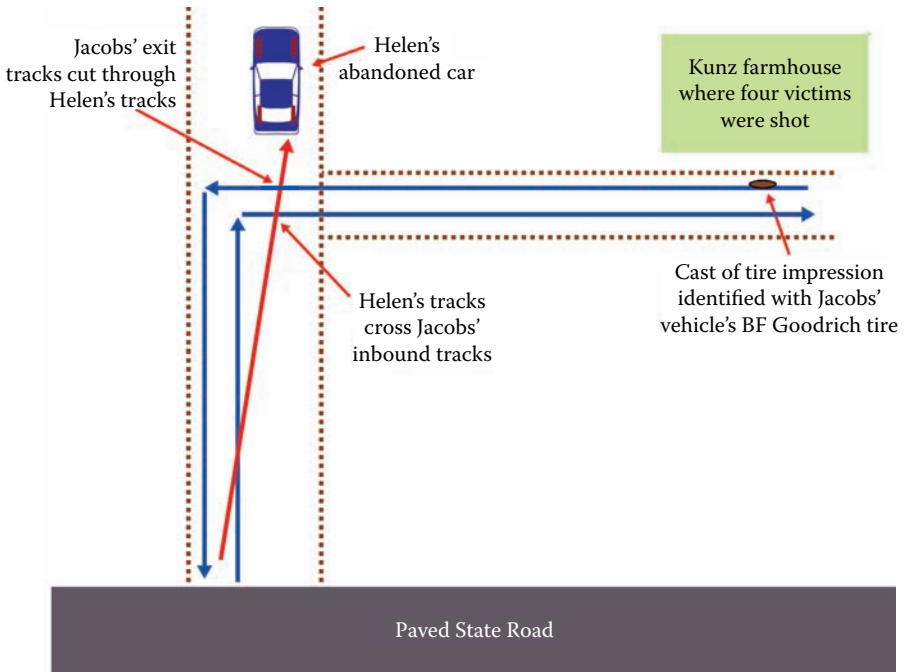 Jacobs’ exit
tracks cut through
Helen’s tracks
Helen’s
abandoned car
Kunz farmhouse
where four victims
were shot
Helen’s tracks
cross Jacobs’
inbound tracks
Cast of tire impression
identified with Jacobs’
vehicle’s BF Goodrich tire
Paved State Road